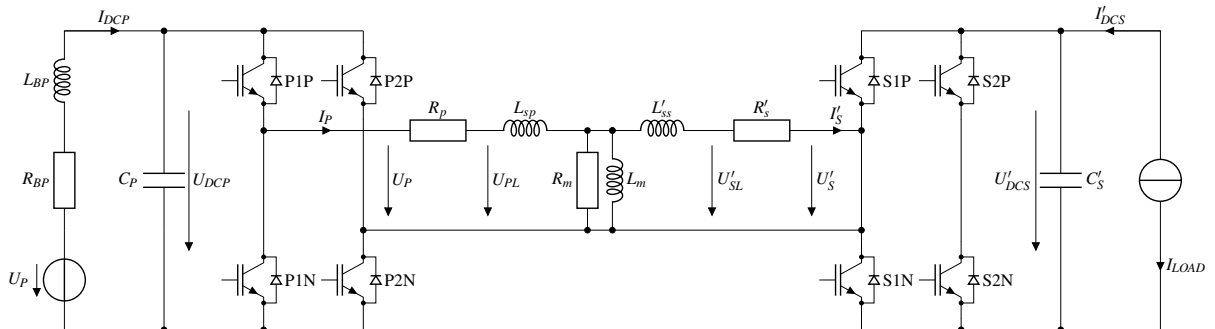 I_DCP
I'_DCS
L_BP
P1P
P2P
S1P
S2P
R_p
L_sp
L'_ss
R'_s
I_P
I'_S
R_BP
C_P
U_DCP
U_P
U_PL
R_m
L_m
U'_SL
U'_S
U'_DCS
C'_S
U_P
P1N
P2N
S1N
S2N
I_LOAD